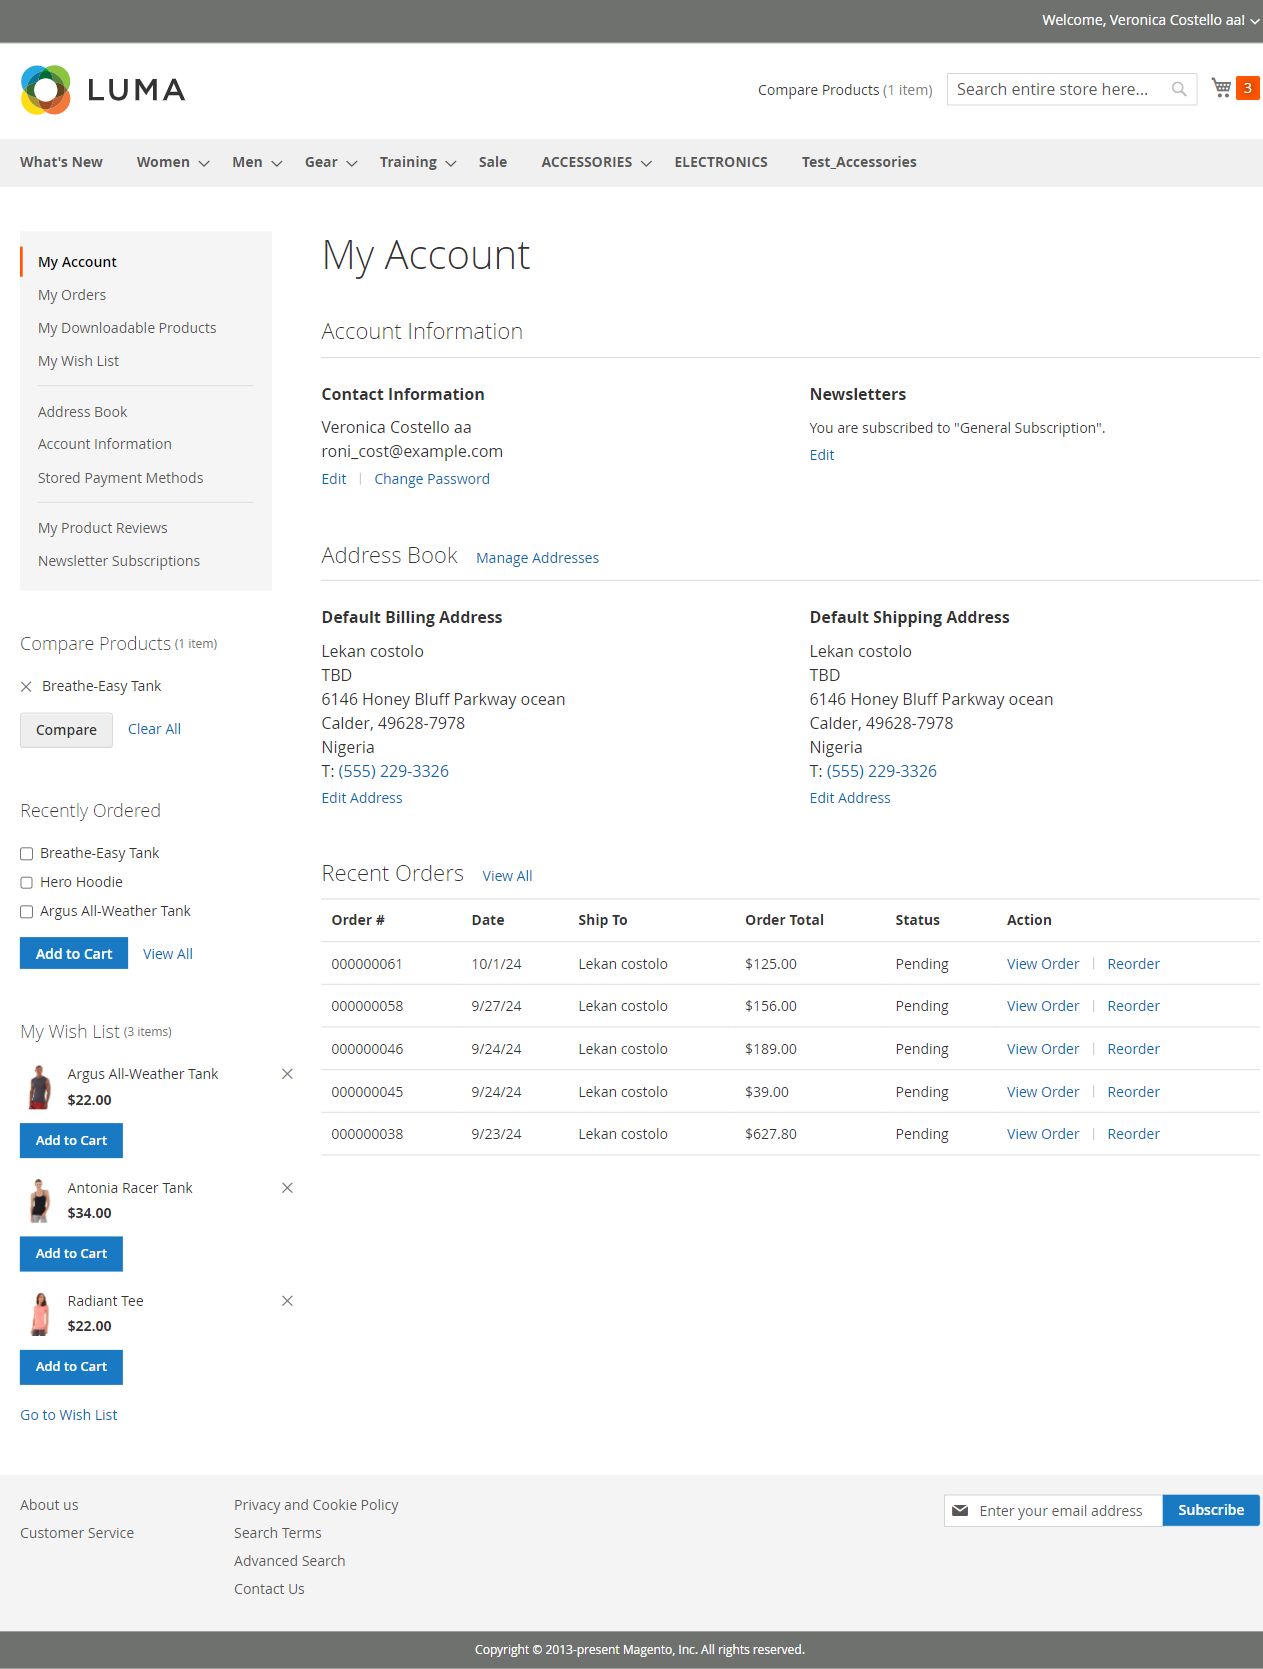 Welcome, Veronica Costello aa!
LUMA
Compare Products (1 item)
Search entire store here...
3
What's New Women Men Gear Training Sale ACCESSORIES ELECTRONICS Test_Accessories
My Account
My Orders
My Downloadable Products
My Wish List
Address Book
Account Information
Stored Payment Methods
My Product Reviews
Newsletter Subscriptions
Compare Products (1 item)
Breathe-Easy Tank
Compare Clear All
Recently Ordered
Breathe-Easy Tank
Hero Hoodie
Argus All-Weather Tank
Add to Cart View All
My Wish List (3 items)
Argus All-Weather Tank
$22.00
Add to Cart
Antonia Racer Tank
$34.00
Add to Cart
Radiant Tee
$22.00
Add to Cart
Go to Wish List
My Account
Account Information
Contact Information
Veronica Costello aa
roni_cost@example.com
Edit | Change Password
Newsletters
You are subscribed to "General Subscription".
Edit
Address Book Manage Addresses
Default Billing Address
Lekan costolo
TBD
6146 Honey Bluff Parkway ocean
Calder, 49628-7978
Nigeria
T: (555) 229-3326
Edit Address
Default Shipping Address
Lekan costolo
TBD
6146 Honey Bluff Parkway ocean
Calder, 49628-7978
Nigeria
T: (555) 229-3326
Edit Address
Recent Orders View All
Order # Date Ship To Order Total Status Action
000000061 10/1/24 Lekan costolo $125.00 Pending View Order | Reorder
000000058 9/27/24 Lekan costolo $156.00 Pending View Order | Reorder
000000046 9/24/24 Lekan costolo $189.00 Pending View Order | Reorder
000000045 9/24/24 Lekan costolo $39.00 Pending View Order | Reorder
000000038 9/23/24 Lekan costolo $627.80 Pending View Order | Reorder
About us
Customer Service
Privacy and Cookie Policy
Search Terms
Advanced Search
Contact Us
Enter your email address Subscribe
Copyright © 2013-present Magento, Inc. All rights reserved.